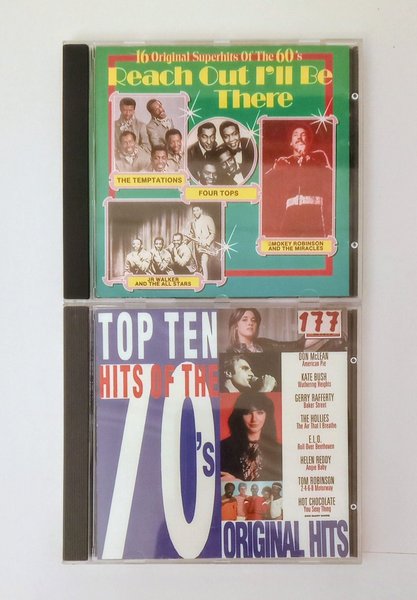 16 Original Superhits Of The 60's
Reach Out I'll Be
There
THE TEMPTATIONS
FOUR TOPS
SMOKEY ROBINSON
AND THE MIRACLES
JR WALKER
AND THE ALL STARS
TOP TEN
HITS OF THE
70's
177
DON McLEAN
American Pie
KATE BUSH
Wuthering Heights
GERRY RAFFERTY
Baker Street
THE HOLLIES
The Air That I Breathe
E.L.O.
Roll Over Beethoven
HELEN REDDY
Angie Baby
TOM ROBINSON
2-4-6-8 Motorway
HOT CHOCOLATE
You Sexy Thing
AND MANY MORE
ORIGINAL HITS